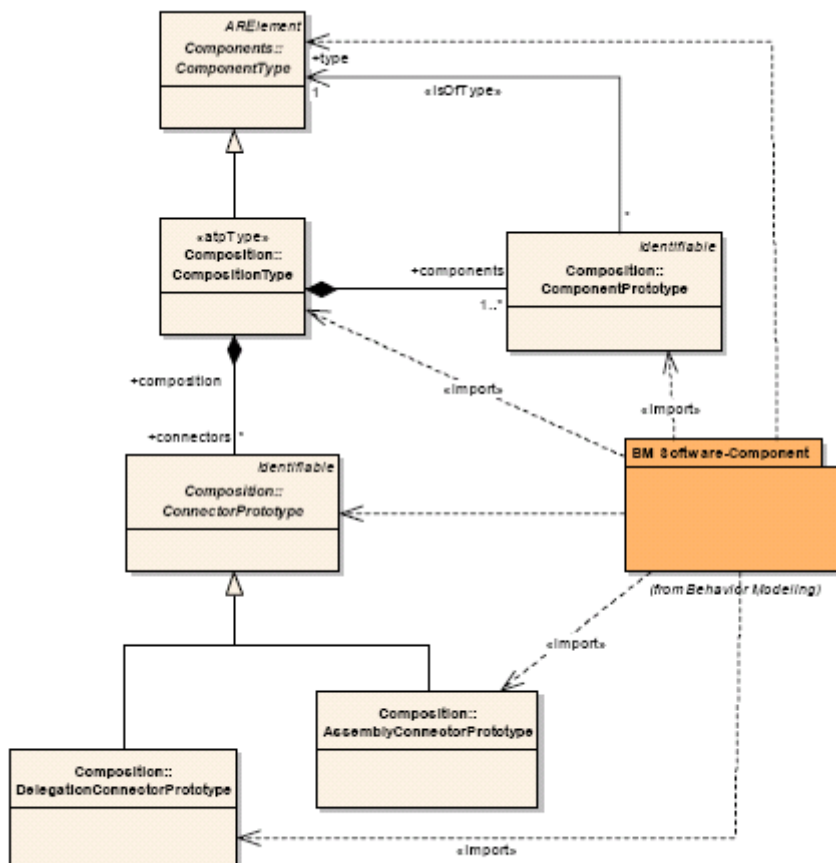 ARElement
Components::
ComponentType
+type
1
«isOfType»
*
«atpType»
Composition::
CompositionType
+components
1..*
Identifiable
Composition::
ComponentPrototype
«import»
«import»
+composition
+connectors *
BM Software-Component
Identifiable
Composition::
ConnectorPrototype
(from Behavior Modeling)
«import»
Composition::
AssemblyConnectorPrototype
Composition::
DelegationConnectorPrototype
«import»